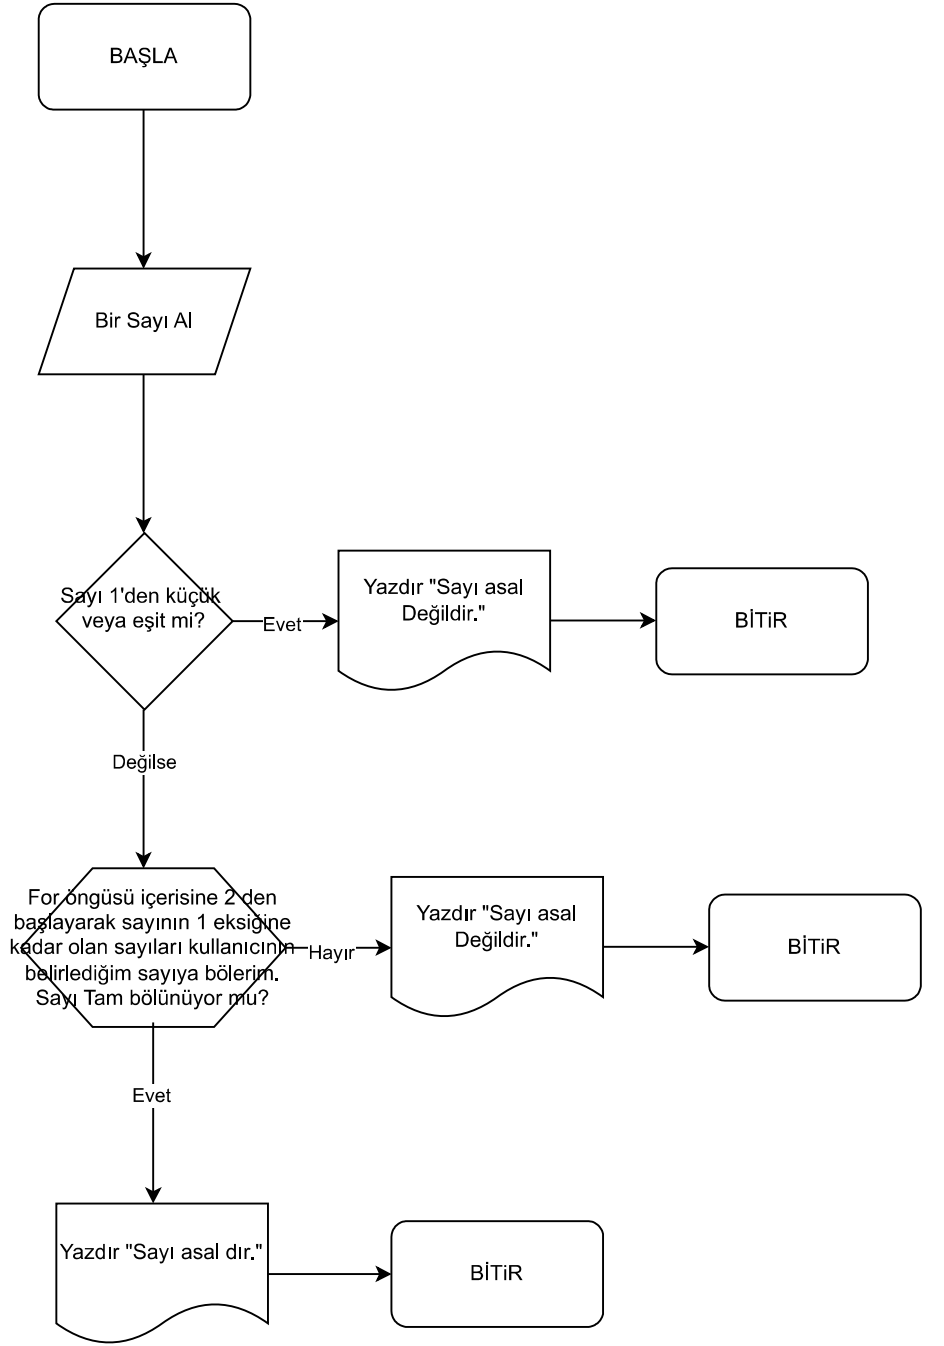 BAŞLA
Bir Sayı Al
Sayı 1'den küçük
veya eşit mi?
Evet
Yazdır "Sayı asal
Değildir."
BİTİR
Değilse
For öngüsü içerisine 2 den
başlayarak sayının 1 eksiğine
kadar olan sayıları kullanıcının
belirlediğim sayıya bölerim.
Sayı Tam bölünüyor mu?
Hayır
Yazdır "Sayı asal
Değildir."
BİTİR
Evet
Yazdır "Sayı asal dır."
BİTİR